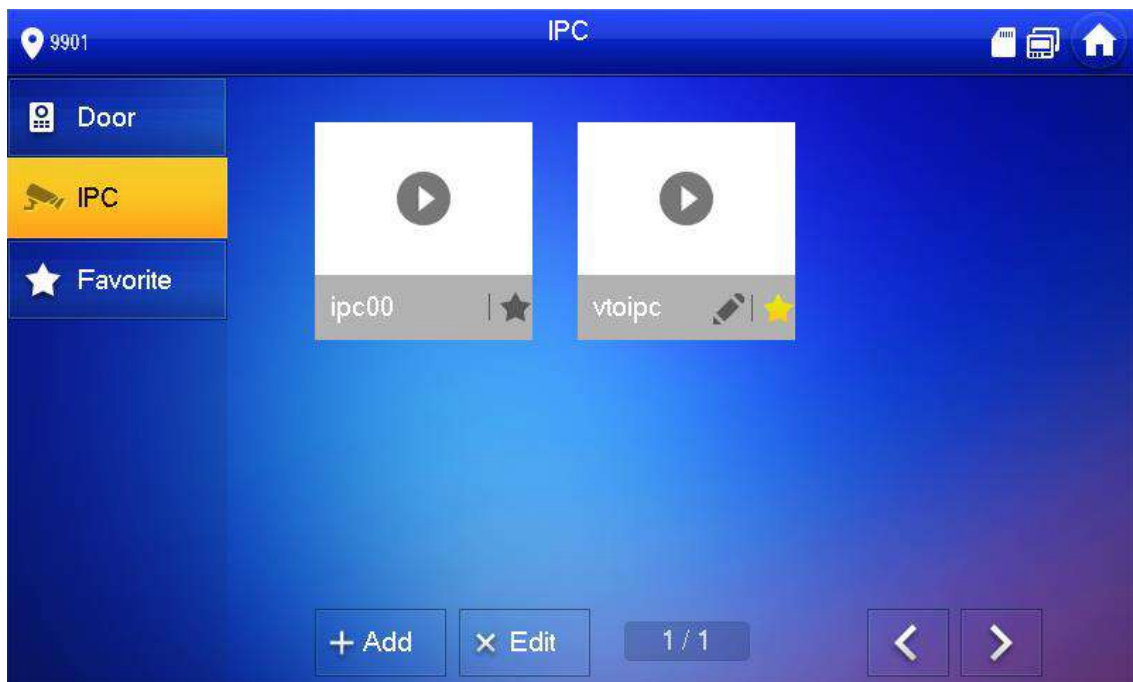 9901
IPC
Door
IPC
Favorite
ipc00
vtoipc
+ Add
× Edit
1 / 1